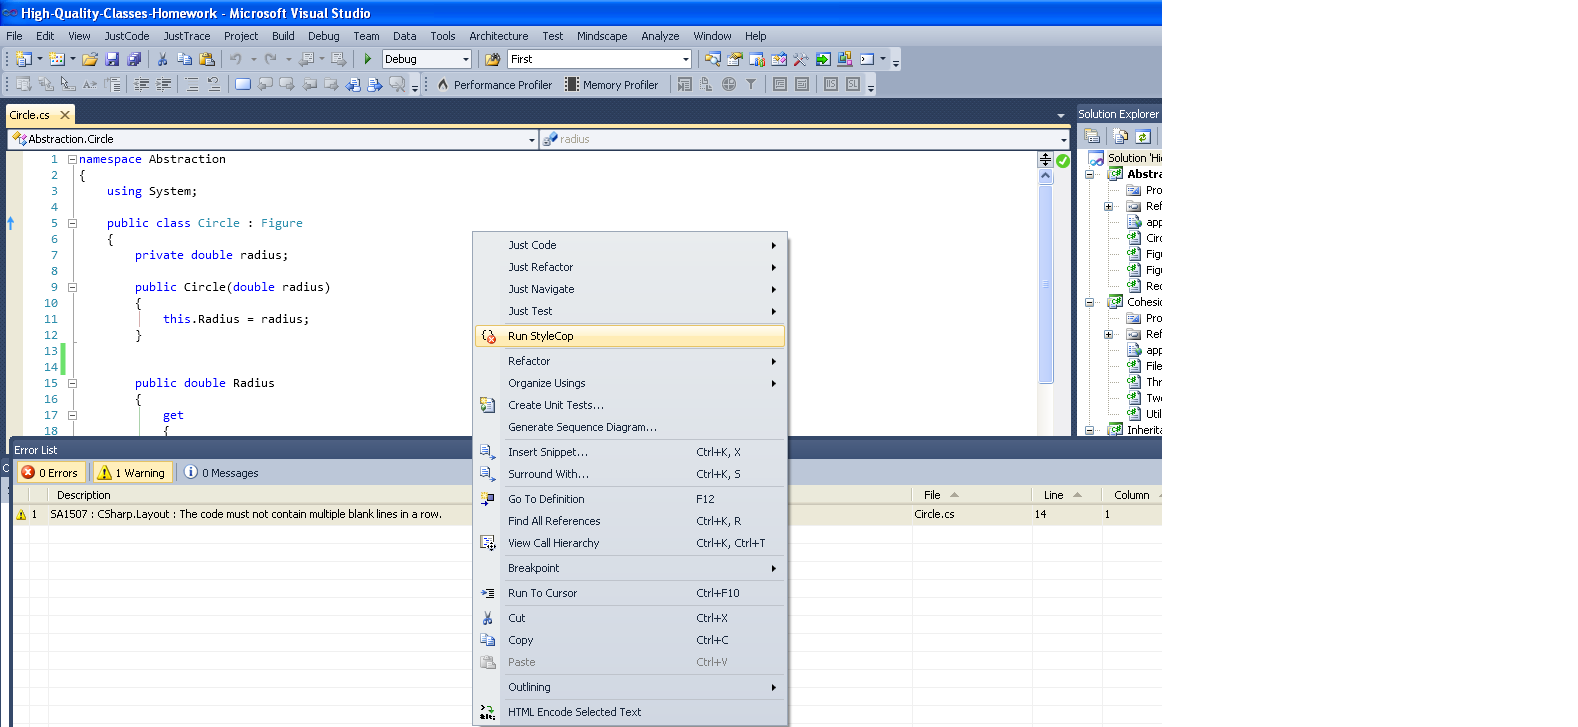 High-Quality-Classes-Homework - Microsoft Visual Studio
File Edit View JustCode JustTrace Project Build Debug Team Data Tools Architecture Test Mindscape Analyze Window Help
Debug First
Performance Profiler Memory Profiler
Circle.cs
Solution Explorer
Abstraction.Circle radius
1 namespace Abstraction
2 {
3 using System;
4
5 public class Circle : Figure
6 {
7 private double radius;
8
9 public Circle(double radius)
10 {
11 this.Radius = radius;
12 }
13
14
15 public double Radius
16 {
17 get
18 {
Solution 'Hi
Abstra
Pro
Ref
app
Circ
Figu
Figu
Rec
Cohesio
Pro
Ref
app
File
Thr
Two
Util
Inherita
Just Code
Just Refactor
Just Navigate
Just Test
Run StyleCop
Refactor
Organize Usings
Create Unit Tests...
Generate Sequence Diagram...
Insert Snippet... Ctrl+K, X
Surround With... Ctrl+K, S
Go To Definition F12
Find All References Ctrl+K, R
View Call Hierarchy Ctrl+K, Ctrl+T
Breakpoint
Run To Cursor Ctrl+F10
Cut Ctrl+X
Copy Ctrl+C
Paste Ctrl+V
Outlining
HTML Encode Selected Text
Error List
0 Errors 1 Warning 0 Messages
Description File Line Column
1 SA1507 : CSharp.Layout : The code must not contain multiple blank lines in a row. Circle.cs 14 1